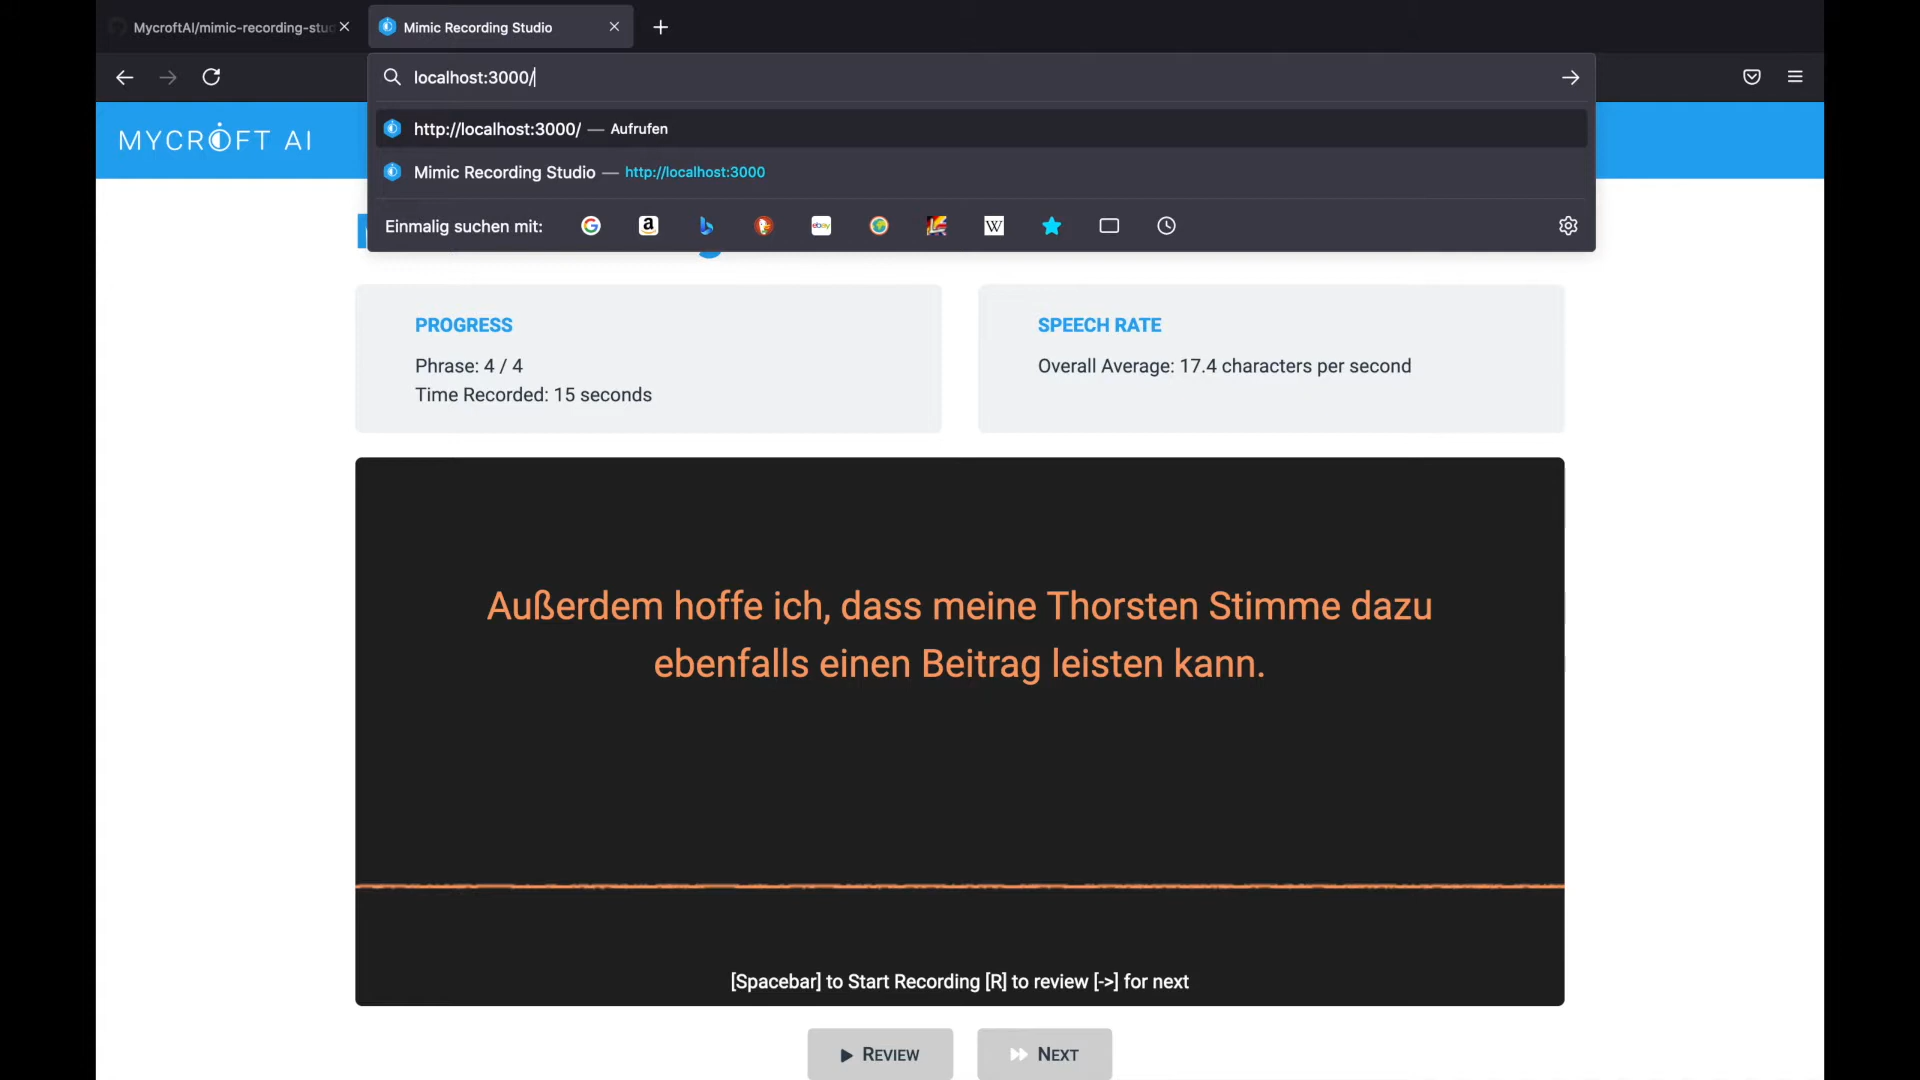 MycroftAI/mimic-recording-stu
Mimic Recording Studio
localhost:3000/
http://localhost:3000/ — Aufrufen
Mimic Recording Studio — http://localhost:3000
Einmalig suchen mit:
MYCROFT AI
PROGRESS
Phrase: 4 / 4
Time Recorded: 15 seconds
SPEECH RATE
Overall Average: 17.4 characters per second
Außerdem hoffe ich, dass meine Thorsten Stimme dazu
ebenfalls einen Beitrag leisten kann.
[Spacebar] to Start Recording [R] to review [->] for next
REVIEW
NEXT